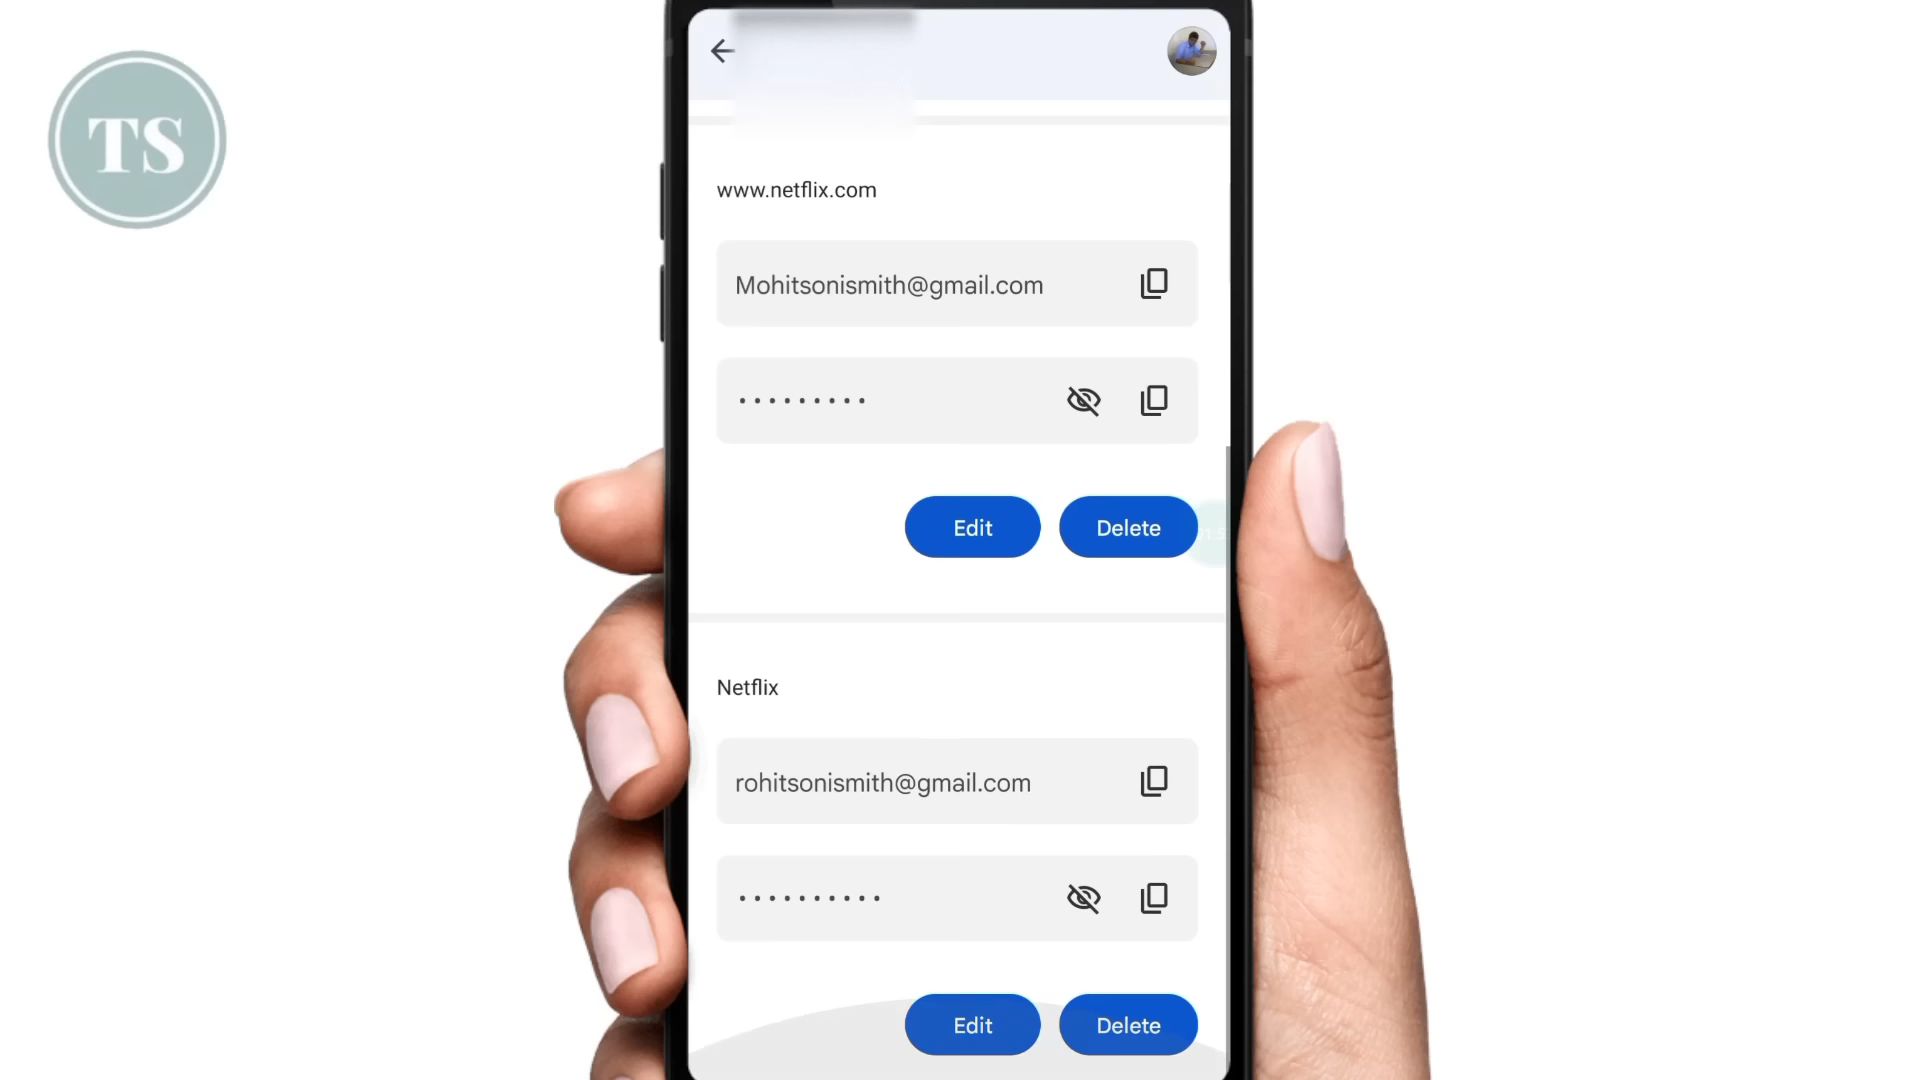 TS
www.netflix.com
Mohitsonismith@gmail.com
•••••••••
Edit
Delete
Netflix
rohitsonismith@gmail.com
••••••••••
Edit
Delete